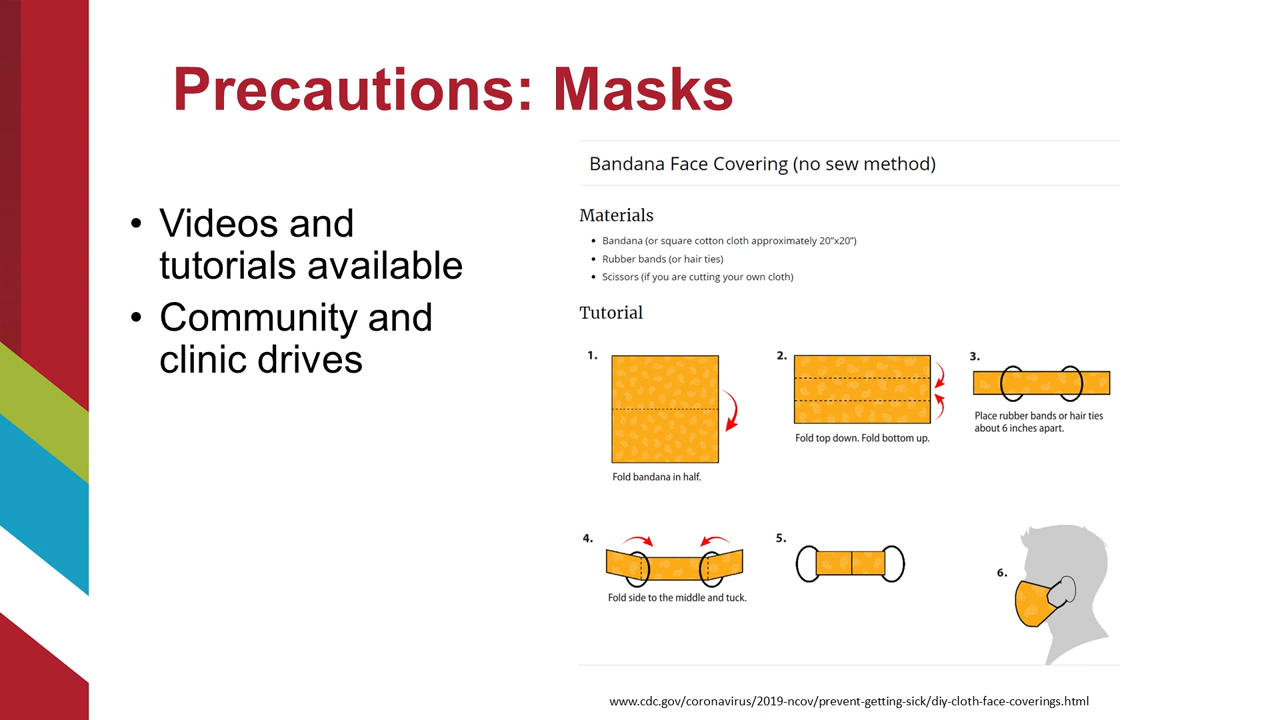 Precautions: Masks
• Videos and
tutorials available
• Community and
clinic drives
Bandana Face Covering (no sew method)
Materials
• Bandana (or square cotton cloth approximately 20”x20”)
• Rubber bands (or hair ties)
• Scissors (if you are cutting your own cloth)
Tutorial
1.
Fold bandana in half.
2.
Fold top down. Fold bottom up.
3.
Place rubber bands or hair ties
about 6 inches apart.
4.
Fold side to the middle and tuck.
5.
6.
www.cdc.gov/coronavirus/2019-ncov/prevent-getting-sick/diy-cloth-face-coverings.html